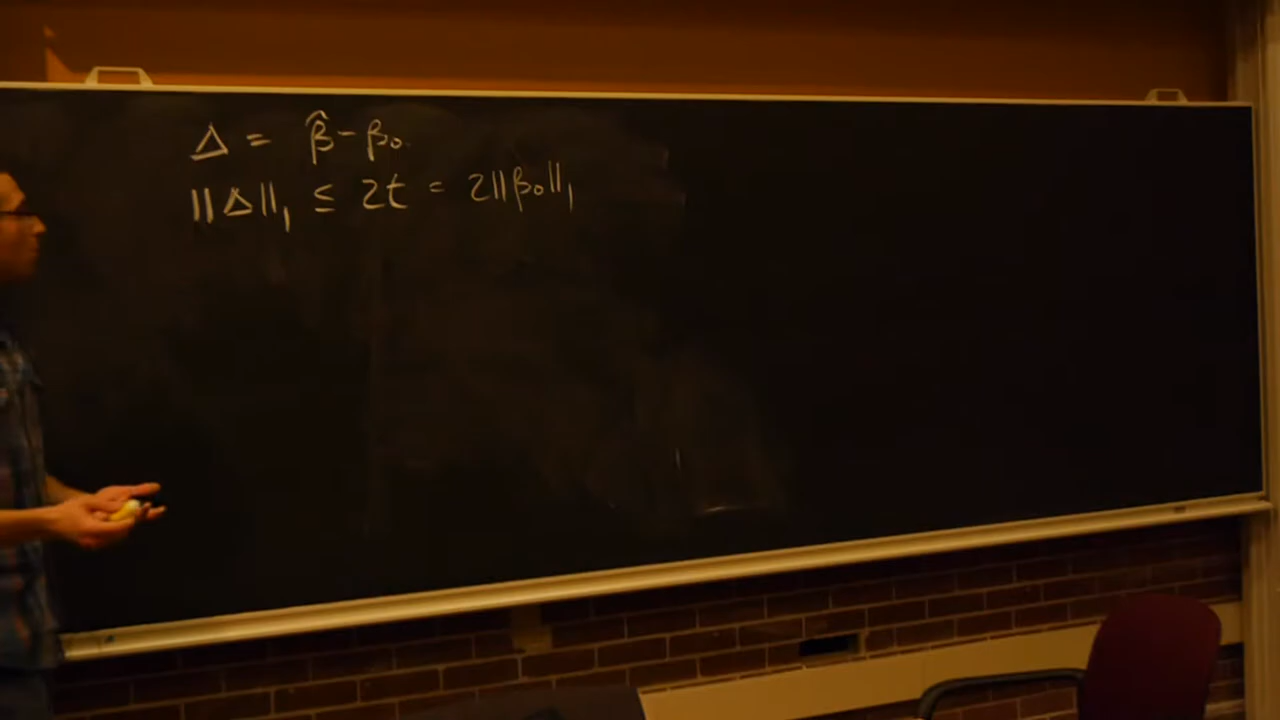 Δ = β̂ - β₀.
||Δ||₁ ≤ 2t = 2||β₀||₁